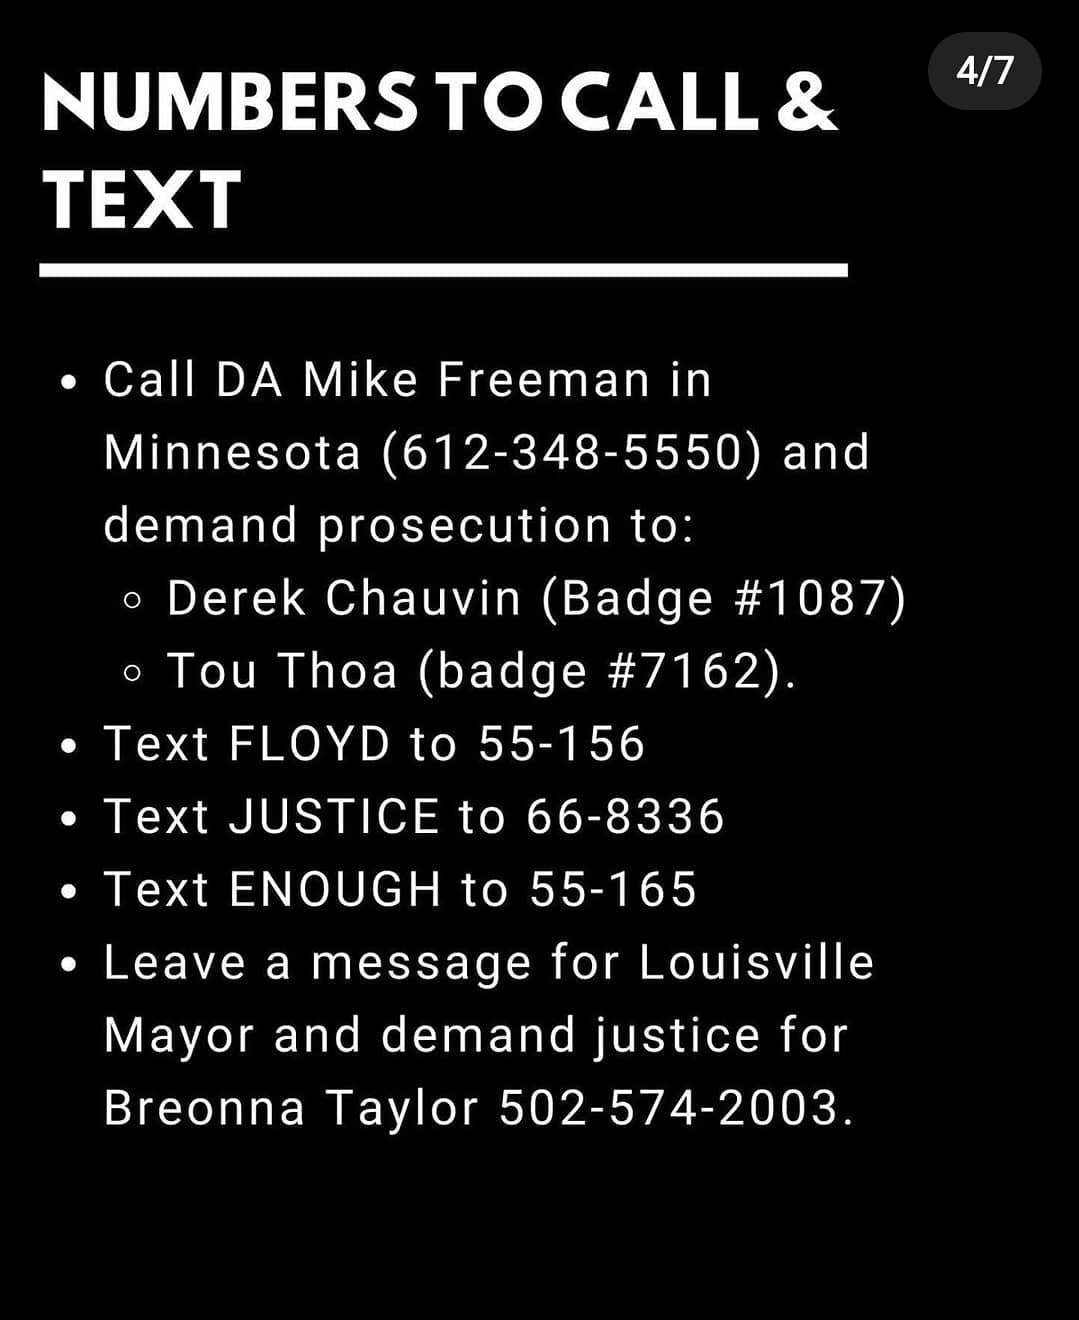 4/7
NUMBERS TO CALL &
TEXT
• Call DA Mike Freeman in
Minnesota (612-348-5550) and
demand prosecution to:
◦ Derek Chauvin (Badge #1087)
◦ Tou Thoa (badge #7162).
• Text FLOYD to 55-156
• Text JUSTICE to 66-8336
• Text ENOUGH to 55-165
• Leave a message for Louisville
Mayor and demand justice for
Breonna Taylor 502-574-2003.